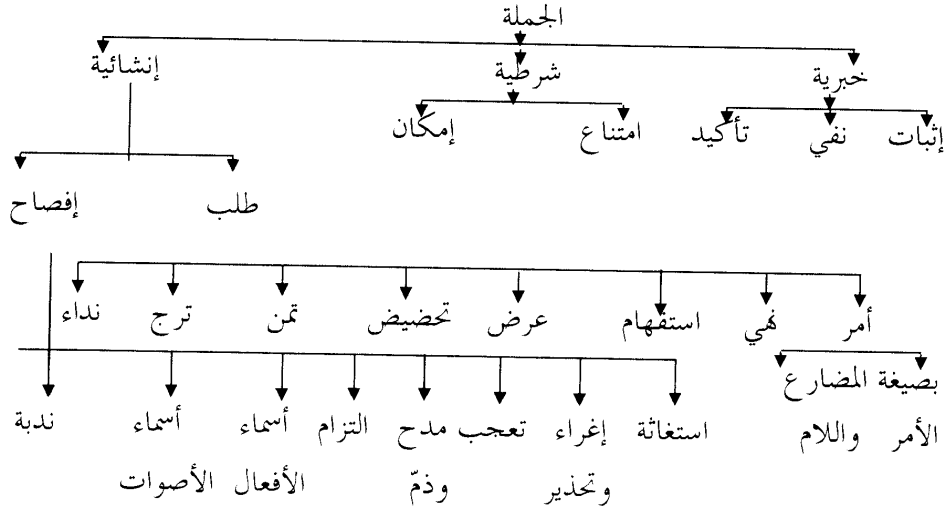 الجملة
خبرية شرطية إنشائية
إثبات نفي تأكيد امتناع إمكان
طلب إفصاح
أمر نهي استفهام عرض تحضيض تمن ترج نداء
بصيغة المضارع
الأمر واللام
استغاثة إغراء تعجب مدح التزام أسماء أسماء ندبة
وتحذير وذمّ الأفعال الأصوات